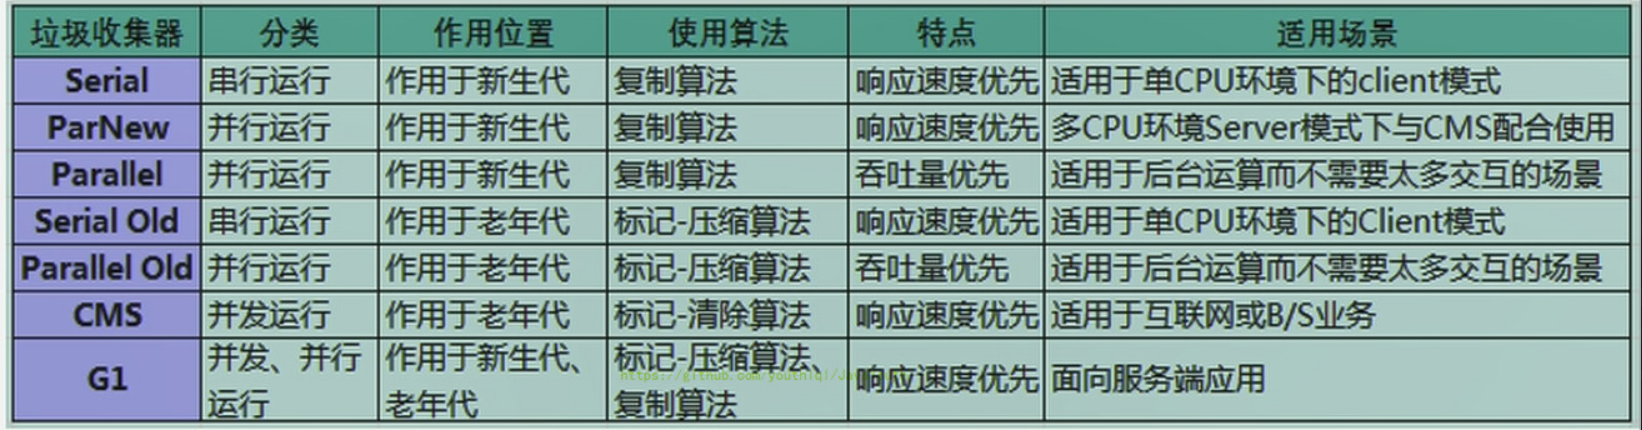 垃圾收集器 分类 作用位置 使用算法 特点 适用场景
Serial 串行运行 作用于新生代 复制算法 响应速度优先 适用于单CPU环境下的client模式
ParNew 并行运行 作用于新生代 复制算法 响应速度优先 多CPU环境Server模式下与CMS配合使用
Parallel 并行运行 作用于新生代 复制算法 吞吐量优先 适用于后台运算而不需要太多交互的场景
Serial Old 串行运行 作用于老年代 标记-压缩算法 响应速度优先 适用于单CPU环境下的Client模式
Parallel Old 并行运行 作用于老年代 标记-压缩算法 吞吐量优先 适用于后台运算而不需要太多交互的场景
CMS 并发运行 作用于老年代 标记-清除算法 响应速度优先 适用于互联网或B/S业务
G1 并发、并行 作用于新生代、 标记-压缩算法、 响应速度优先 面向服务端应用
运行 老年代 复制算法